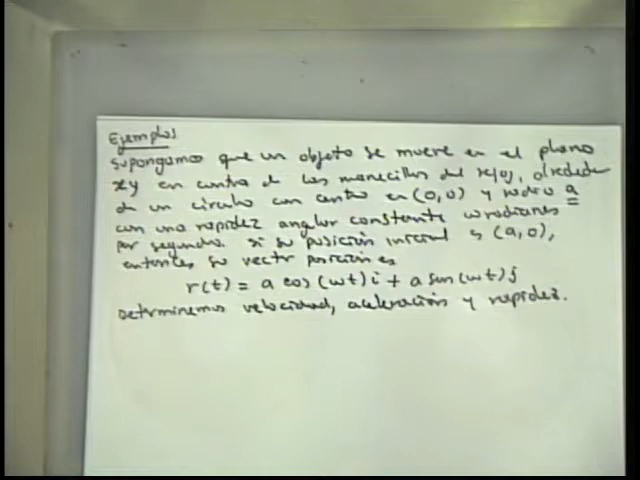 Ejemplos
Supongamos que un objeto se mueve en el plano
xy en contra de las manecillas del reloj, alrededor
de un círculo con centro en (0,0) y radio a
con una rapidez angular constante ω radianes
por segundo. Si su posición inicial es (a,0),
entonces su vector posición es
r(t) = a cos(ωt)i + a sin(ωt)j
Determinemos velocidad, aceleración y rapidez.